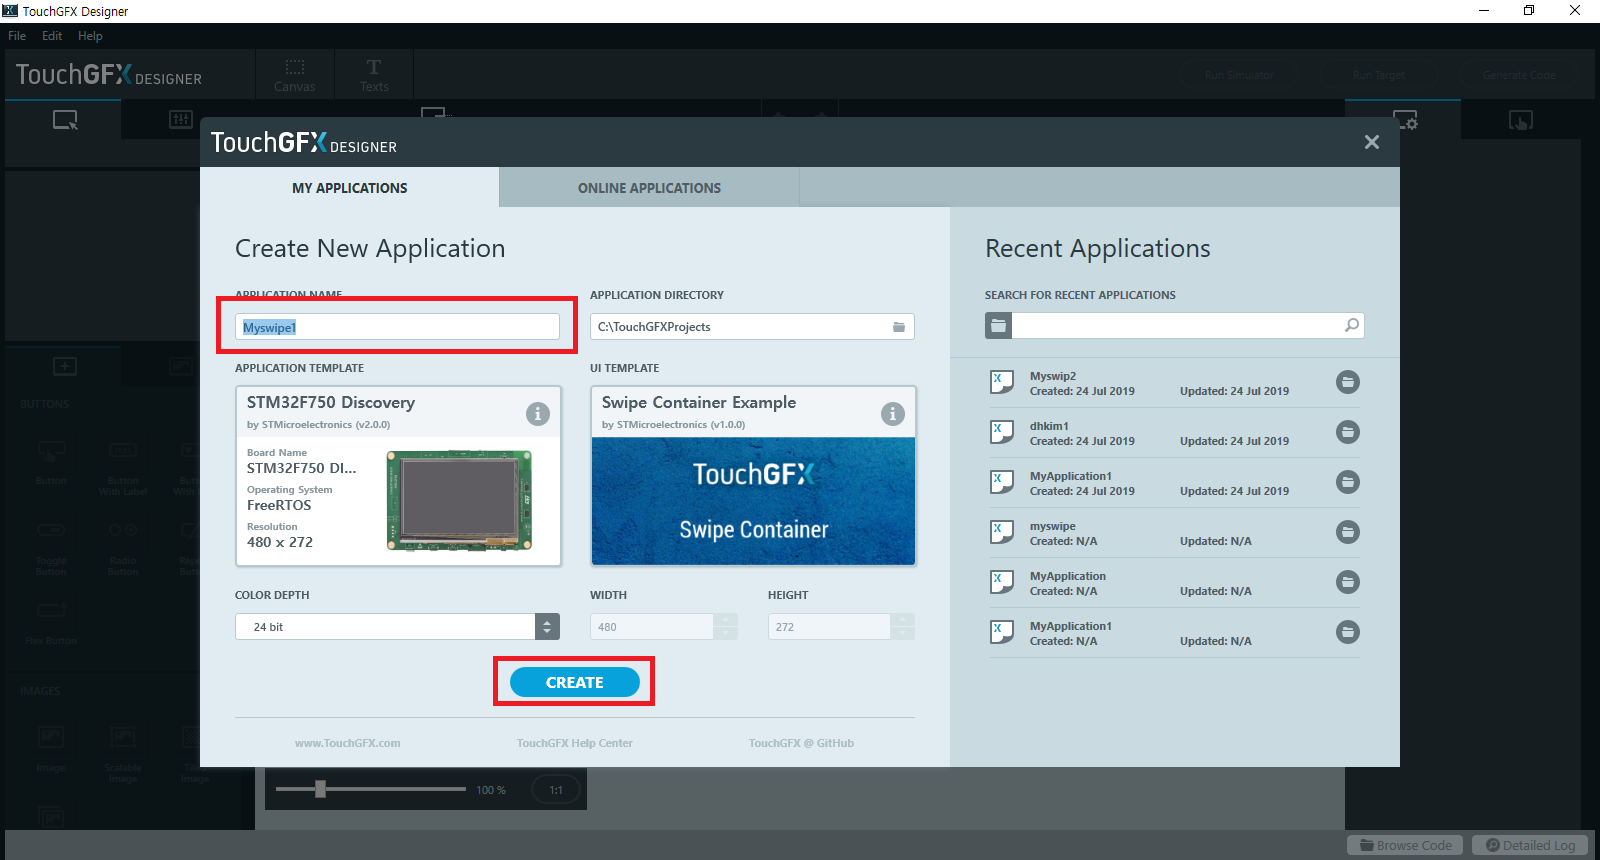 TouchGFX Designer
File Edit Help
TouchGFX DESIGNER
Canvas
Texts
Run Simulator
Run Target
Generate Code
TouchGFX DESIGNER
MY APPLICATIONS
ONLINE APPLICATIONS
Create New Application
APPLICATION NAME
Myswipe1
APPLICATION DIRECTORY
C:\TouchGFXProjects
APPLICATION TEMPLATE
STM32F750 Discovery
by STMicroelectronics (v2.0.0)
Board Name
STM32F750 DI...
Operating System
FreeRTOS
Resolution
480 x 272
UI TEMPLATE
Swipe Container Example
by STMicroelectronics (v1.0.0)
TouchGFX
Swipe Container
COLOR DEPTH
24 bit
WIDTH
480
HEIGHT
272
CREATE
www.TouchGFX.com
TouchGFX Help Center
TouchGFX @ GitHub
Recent Applications
SEARCH FOR RECENT APPLICATIONS
Myswip2
Created: 24 Jul 2019 Updated: 24 Jul 2019
dhkim1
Created: 24 Jul 2019 Updated: 24 Jul 2019
MyApplication1
Created: 24 Jul 2019 Updated: 24 Jul 2019
myswipe
Created: N/A Updated: N/A
MyApplication
Created: N/A Updated: N/A
MyApplication1
Created: N/A Updated: N/A
BUTTONS
Button
Button
With Label
Toggle
Button
Radio
Button
Flex Button
IMAGES
Image
Scalable
Image
Image
100 %
1:1
Browse Code
Detailed Log